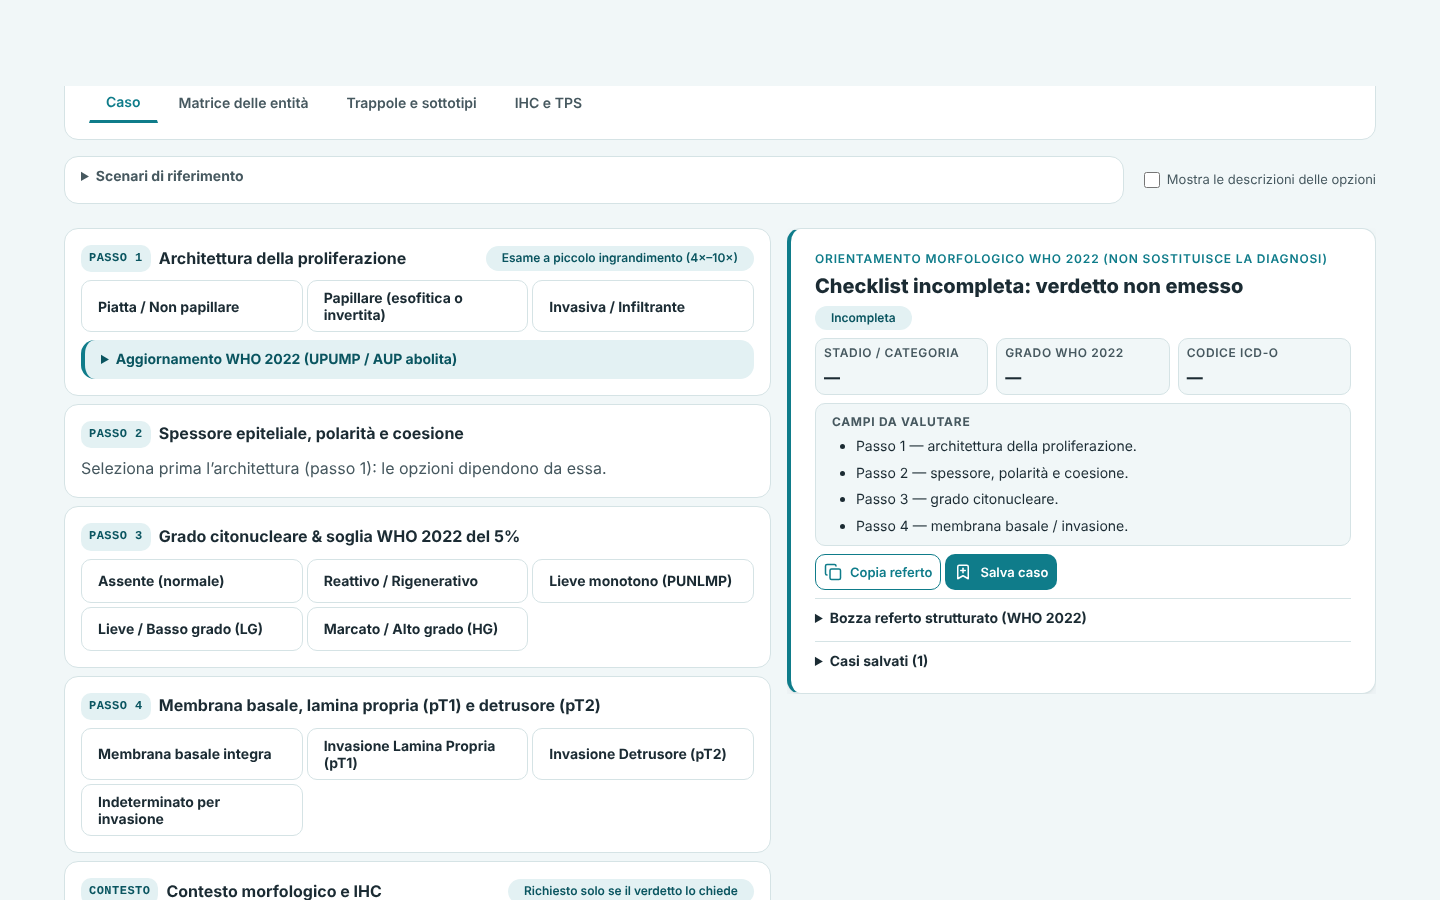 Caso
Matrice delle entità
Trappole e sottotipi
IHC e TPS
Scenari di riferimento
Mostra le descrizioni delle opzioni
PASSO 1
Architettura della proliferazione
Esame a piccolo ingrandimento (4×–10×)
Piatta / Non papillare
Papillare (esofitica o
invertita)
Invasiva / Infiltrante
Aggiornamento WHO 2022 (UPUMP / AUP abolita)
PASSO 2
Spessore epiteliale, polarità e coesione
Seleziona prima l’architettura (passo 1): le opzioni dipendono da essa.
PASSO 3
Grado citonucleare & soglia WHO 2022 del 5%
Assente (normale)
Reattivo / Rigenerativo
Lieve monotono (PUNLMP)
Lieve / Basso grado (LG)
Marcato / Alto grado (HG)
PASSO 4
Membrana basale, lamina propria (pT1) e detrusore (pT2)
Membrana basale integra
Invasione Lamina Propria
(pT1)
Invasione Detrusore (pT2)
Indeterminato per
invasione
CONTESTO
Contesto morfologico e IHC
Richiesto solo se il verdetto lo chiede
ORIENTAMENTO MORFOLOGICO WHO 2022 (NON SOSTITUISCE LA DIAGNOSI)
Checklist incompleta: verdetto non emesso
Incompleta
STADIO / CATEGORIA
—
GRADO WHO 2022
—
CODICE ICD-O
—
CAMPI DA VALUTARE
• Passo 1 — architettura della proliferazione.
• Passo 2 — spessore, polarità e coesione.
• Passo 3 — grado citonucleare.
• Passo 4 — membrana basale / invasione.
Copia referto
Salva caso
Bozza referto strutturato (WHO 2022)
Casi salvati (1)